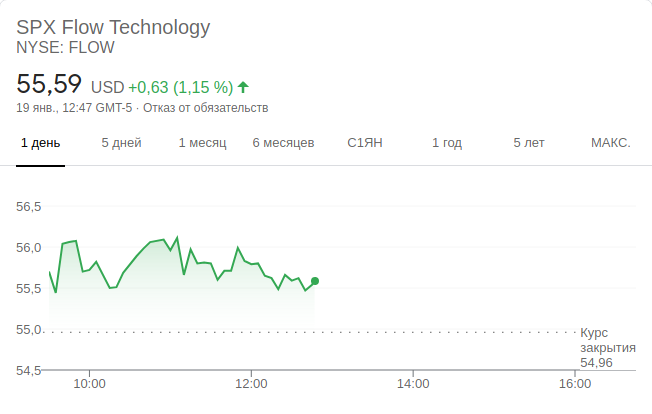 SPX Flow Technology
NYSE: FLOW
55,59 USD +0,63 (1,15 %)
19 янв., 12:47 GMT-5 · Отказ от обязательств
1 день 5 дней 1 месяц 6 месяцев С1ЯН 1 год 5 лет МАКС.
56,5
56,0
55,5
55,0
Курс
закрытия
54,96
54,5
10:00 12:00 14:00 16:00